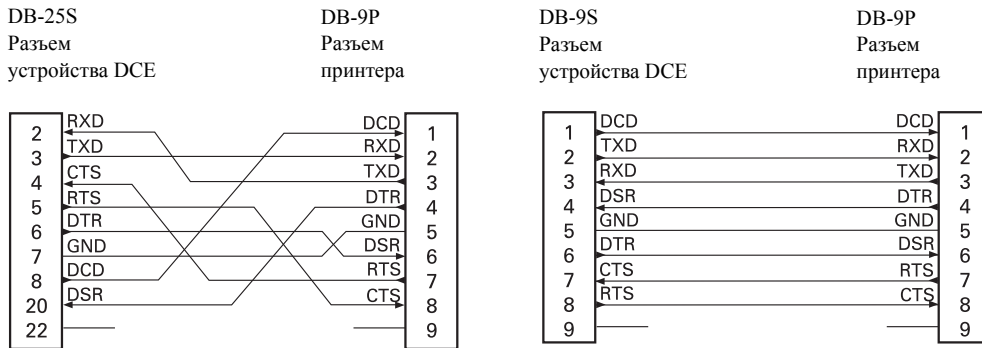 DB-25S
Разъем
устройства DCE
DB-9P
Разъем
принтера
2 RXD DCD 1
3 TXD RXD 2
4 CTS TXD 3
5 RTS DTR 4
6 DTR GND 5
7 GND DSR 6
8 DCD RTS 7
20 DSR CTS 8
22 9
DB-9S
Разъем
устройства DCE
DB-9P
Разъем
принтера
1 DCD DCD 1
2 TXD RXD 2
3 RXD TXD 3
4 DSR DTR 4
5 GND GND 5
6 DTR DSR 6
7 CTS RTS 7
8 RTS CTS 8
9 9